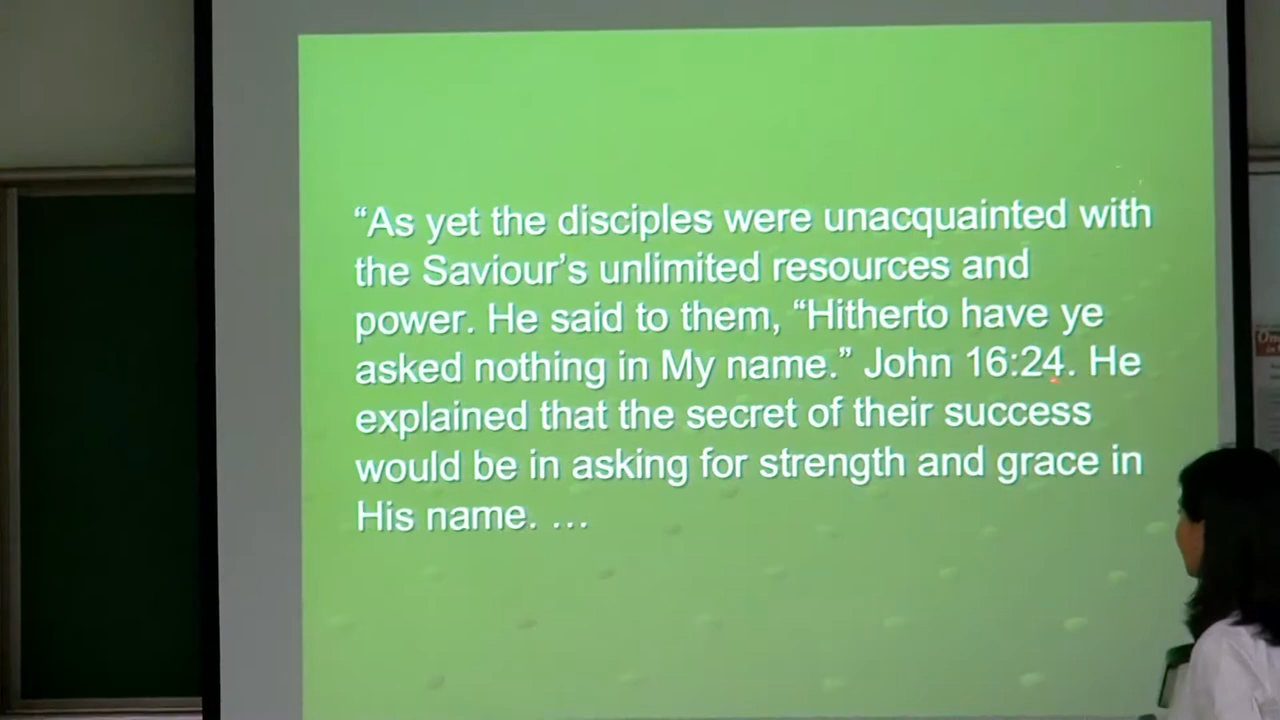 “As yet the disciples were unacquainted with
the Saviour’s unlimited resources and
power. He said to them, “Hitherto have ye
asked nothing in My name.” John 16:24. He
explained that the secret of their success
would be in asking for strength and grace in
His name. …